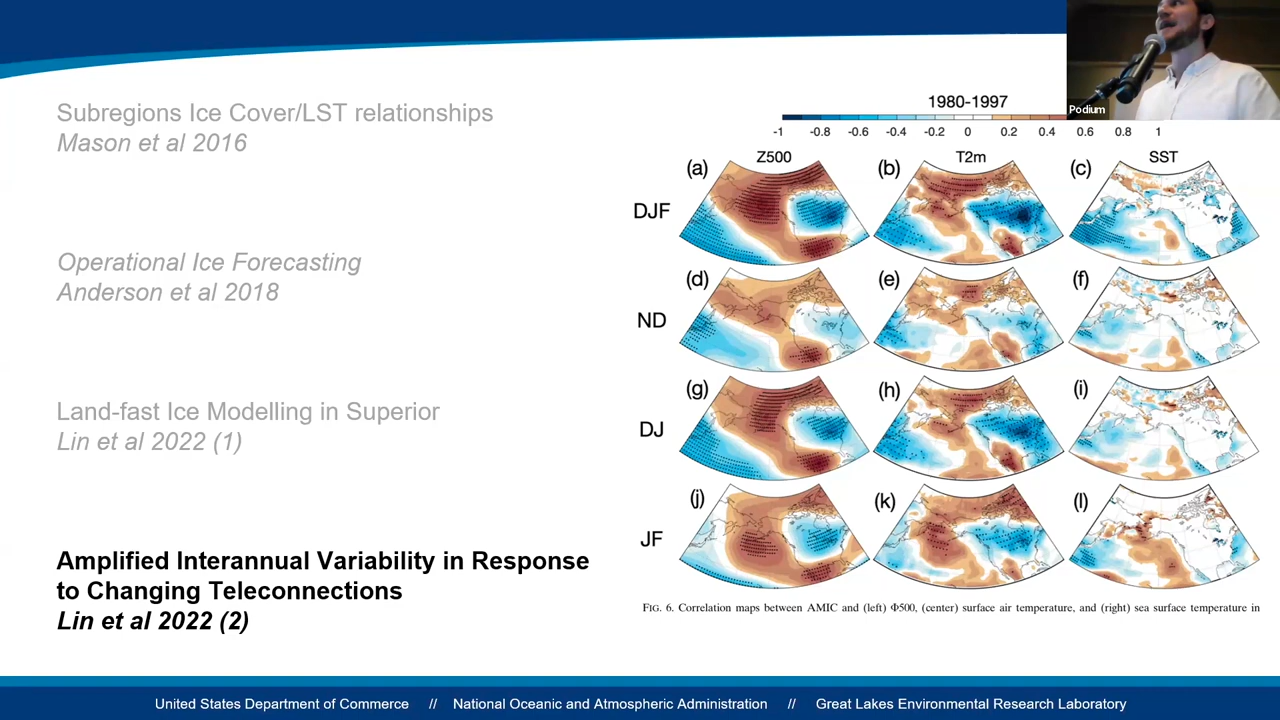 Subregions Ice Cover/LST relationships
Mason et al 2016
Operational Ice Forecasting
Anderson et al 2018
Land-fast Ice Modelling in Superior
Lin et al 2022 (1)
Amplified Interannual Variability in Response
to Changing Teleconnections
Lin et al 2022 (2)
Podium
1980-1997
-1 -0.8 -0.6 -0.4 -0.2 0 0.2 0.4 0.6 0.8 1
Z500 T2m SST
(a) (b) (c)
DJF
(d) (e) (f)
ND
(g) (h) (i)
DJ
(j) (k) (l)
JF
FIG. 6. Correlation maps between AMIC and (left) Φ500, (center) surface air temperature, and (right) sea surface temperature in
United States Department of Commerce // National Oceanic and Atmospheric Administration // Great Lakes Environmental Research Laboratory